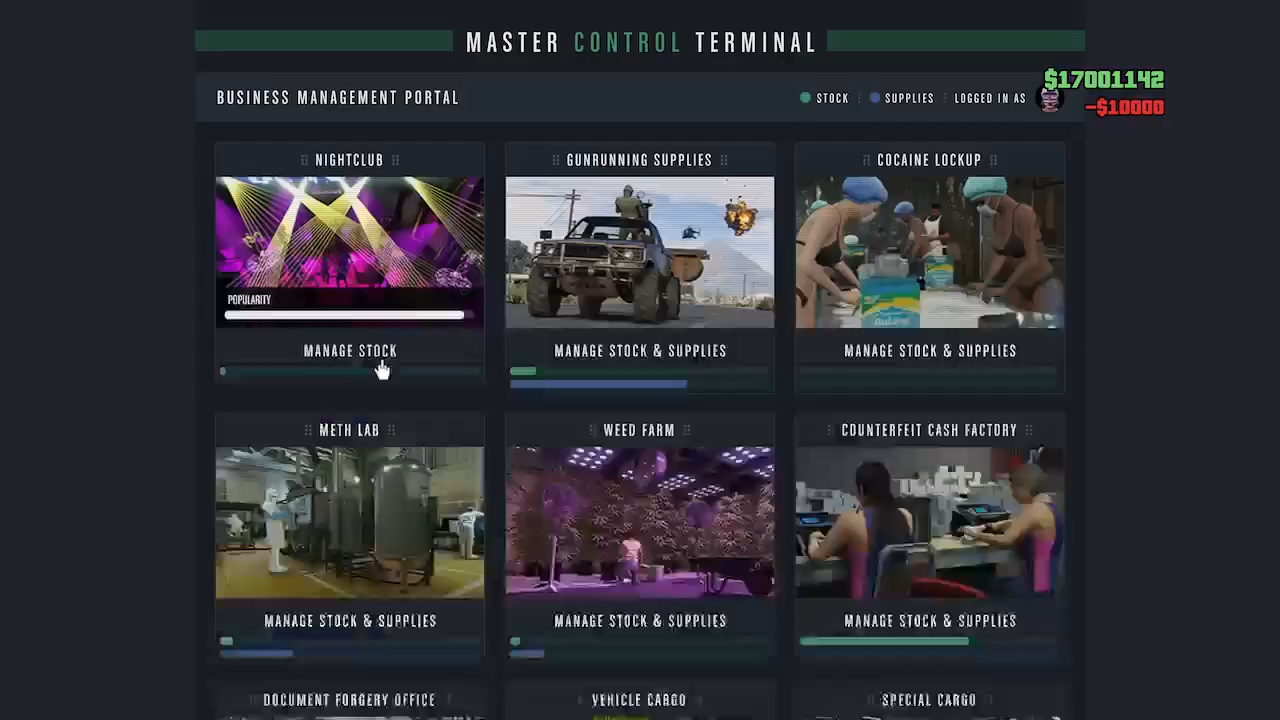 MASTER CONTROL TERMINAL
$17001142
-$10000
BUSINESS MANAGEMENT PORTAL
STOCK
SUPPLIES
LOGGED IN AS
NIGHTCLUB
GUNRUNNING SUPPLIES
COCAINE LOCKUP
POPULARITY
MANAGE STOCK
MANAGE STOCK & SUPPLIES
MANAGE STOCK & SUPPLIES
METH LAB
WEED FARM
COUNTERFEIT CASH FACTORY
MANAGE STOCK & SUPPLIES
MANAGE STOCK & SUPPLIES
MANAGE STOCK & SUPPLIES
DOCUMENT FORGERY OFFICE
VEHICLE CARGO
SPECIAL CARGO